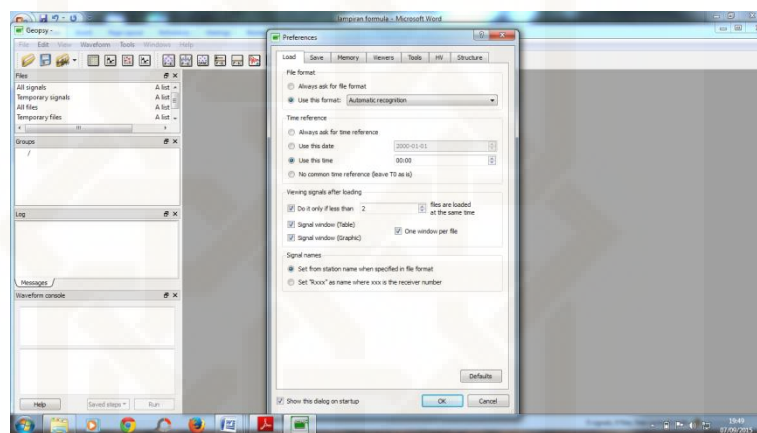 lampiran formula - Microsoft Word
Geopsy -
File Edit View Waveform Tools Windows Help
Files
All signals A list
Temporary signals A list
All files A list
Temporary files A list
Groups
/
Log
Messages
Waveform console
Help Saved steps Run
Preferences
Load Save Memory Viewers Tools HV Structure
File format
Always ask for file format
Use this format: Automatic recognition
Time reference
Always ask for time reference
Use this date 2000-01-01
Use this time 00:00
No common time reference (leave T0 as is)
Viewing signals after loading
Do it only if less than 2 files are loaded
at the same time
Signal window (Table)
One window per file
Signal window (Graphic)
Signal names
Set from station name when specified in file format
Set "Rxxx" as name where xxx is the receiver number
Defaults
Show this dialog on startup OK Cancel
19:49
07/09/2015